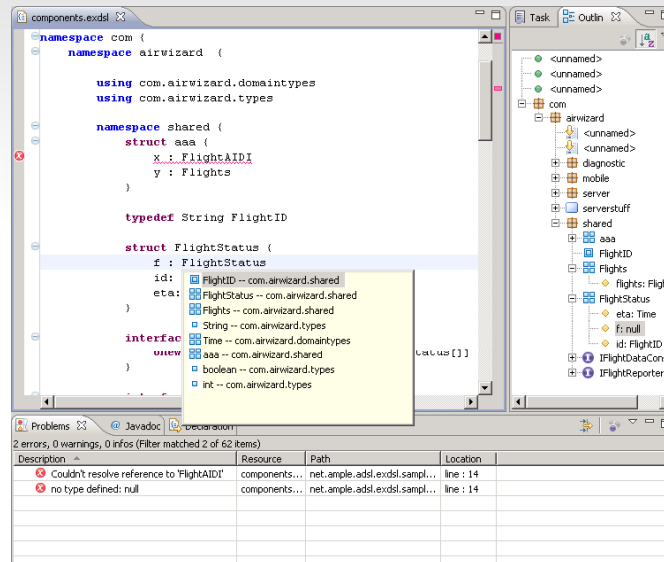 components.exdsl
namespace com {
namespace airwizard {
using com.airwizard.domaintypes
using com.airwizard.types
namespace shared {
struct aaa {
x : FlightAIDI
y : Flights
}
typedef String FlightID
struct FlightStatus {
f : FlightStatus
id:
eta:
}
interfac
}
FlightID -- com.airwizard.shared
FlightStatus -- com.airwizard.shared
Flights -- com.airwizard.shared
String -- com.airwizard.types
Time -- com.airwizard.domaintypes
aaa -- com.airwizard.shared
boolean -- com.airwizard.types
int -- com.airwizard.types
Task Outlin
<unnamed>
<unnamed>
<unnamed>
com
airwizard
<unnamed>
<unnamed>
diagnostic
mobile
server
serverstuff
shared
aaa
FlightID
Flights
flights: Fligh
FlightStatus
eta: Time
f: null
id: FlightID
IFlightDataCons
IFlightReporter
Problems Javadoc Declaration
2 errors, 0 warnings, 0 infos (Filter matched 2 of 62 items)
Description Resource Path Location
Couldn't resolve reference to 'FlightAIDI' components... net.ample.adsl.exdsl.sampl... line : 14
no type defined: null components... net.ample.adsl.exdsl.sampl... line : 14